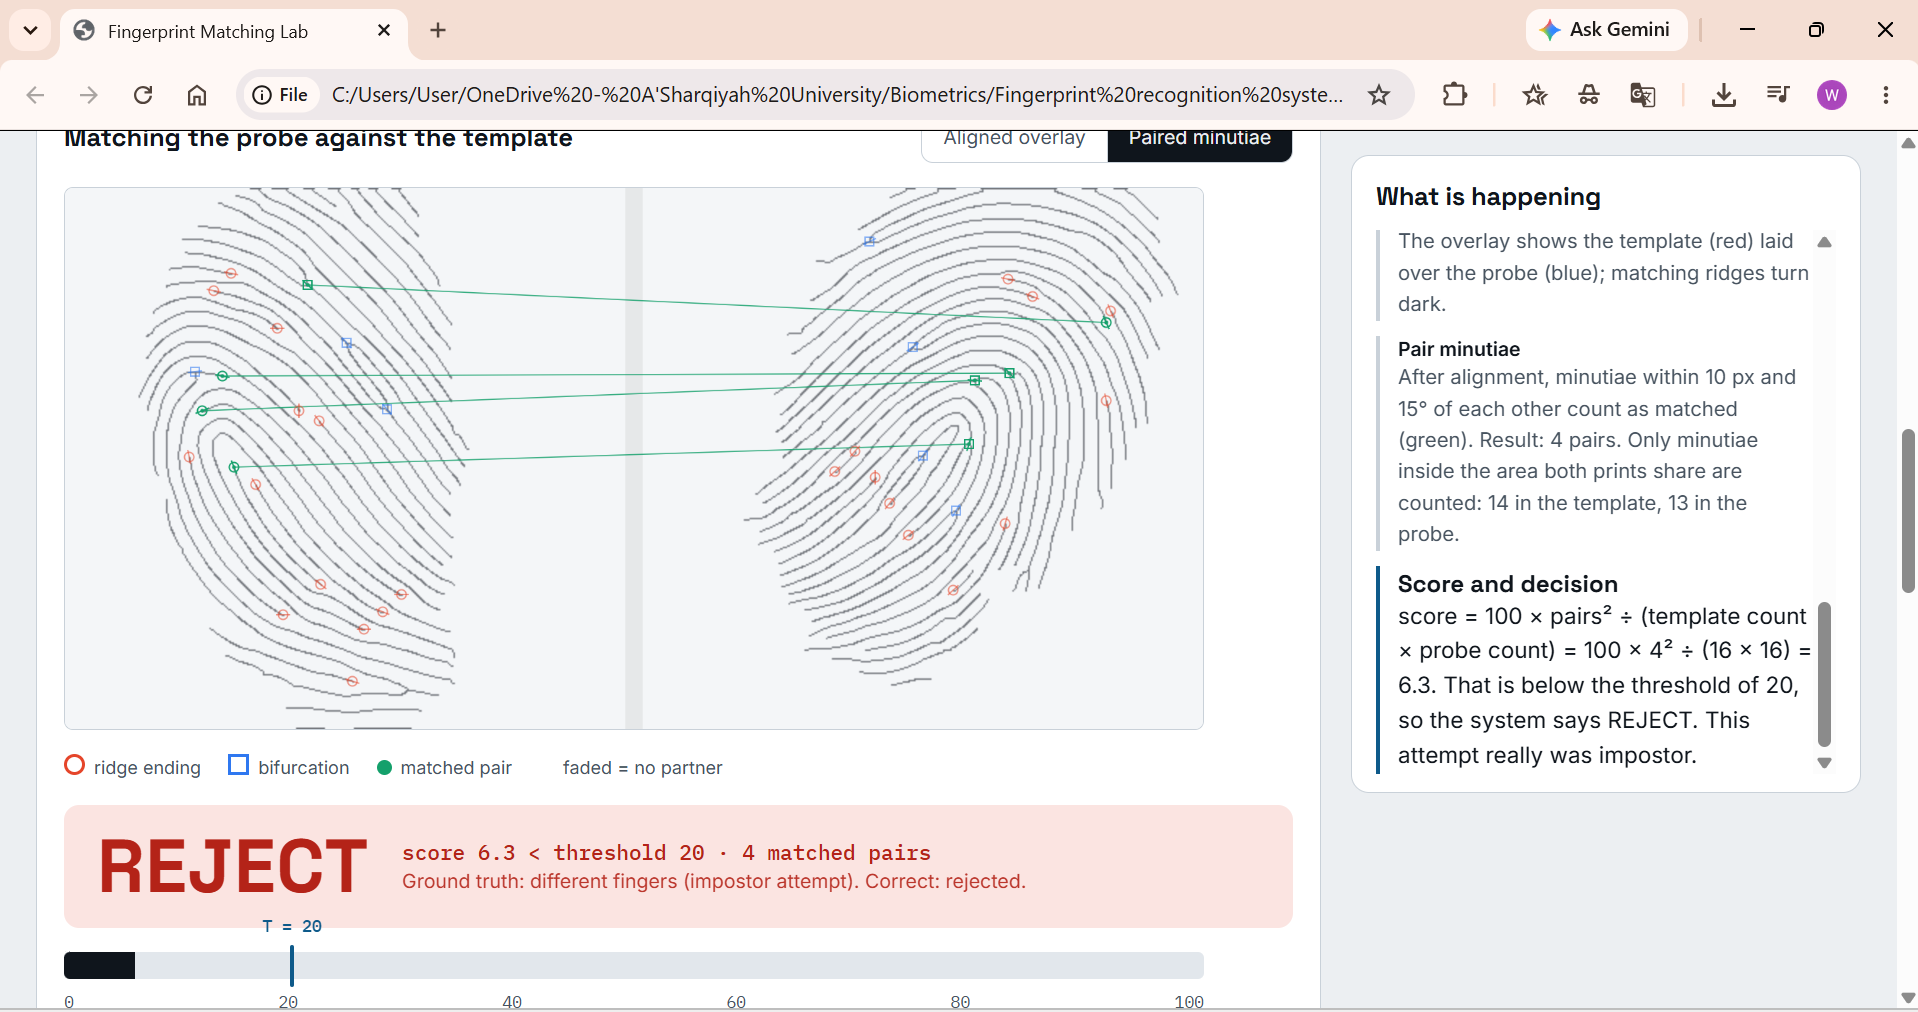 Fingerprint Matching Lab
Ask Gemini
File
C:/Users/User/OneDrive%20-%20A'Sharqiyah%20University/Biometrics/Fingerprint%20recognition%20syste...
W
Matching the probe against the template
Aligned overlay
Paired minutiae
ridge ending
bifurcation
matched pair
faded = no partner
REJECT
score 6.3 < threshold 20 · 4 matched pairs
Ground truth: different fingers (impostor attempt). Correct: rejected.
T = 20
0 20 40 60 80 100
What is happening
The overlay shows the template (red) laid
over the probe (blue); matching ridges turn
dark.
Pair minutiae
After alignment, minutiae within 10 px and
15° of each other count as matched
(green). Result: 4 pairs. Only minutiae
inside the area both prints share are
counted: 14 in the template, 13 in the
probe.
Score and decision
score = 100 × pairs² ÷ (template count
× probe count) = 100 × 4² ÷ (16 × 16) =
6.3. That is below the threshold of 20,
so the system says REJECT. This
attempt really was impostor.